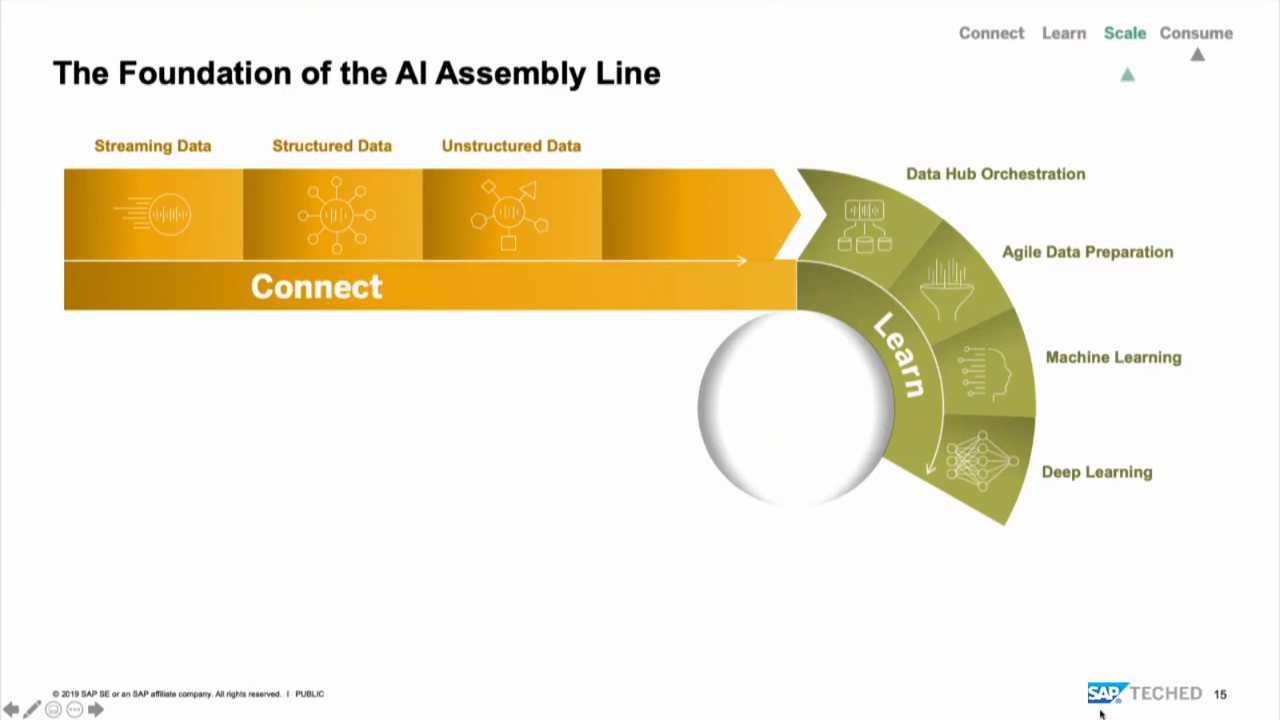 Connect Learn Scale Consume
The Foundation of the AI Assembly Line
Streaming Data Structured Data Unstructured Data
Data Hub Orchestration
Agile Data Preparation
Connect
Learn
Machine Learning
Deep Learning
© 2019 SAP SE or an SAP affiliate company. All rights reserved. I PUBLIC
SAP TECHED 15